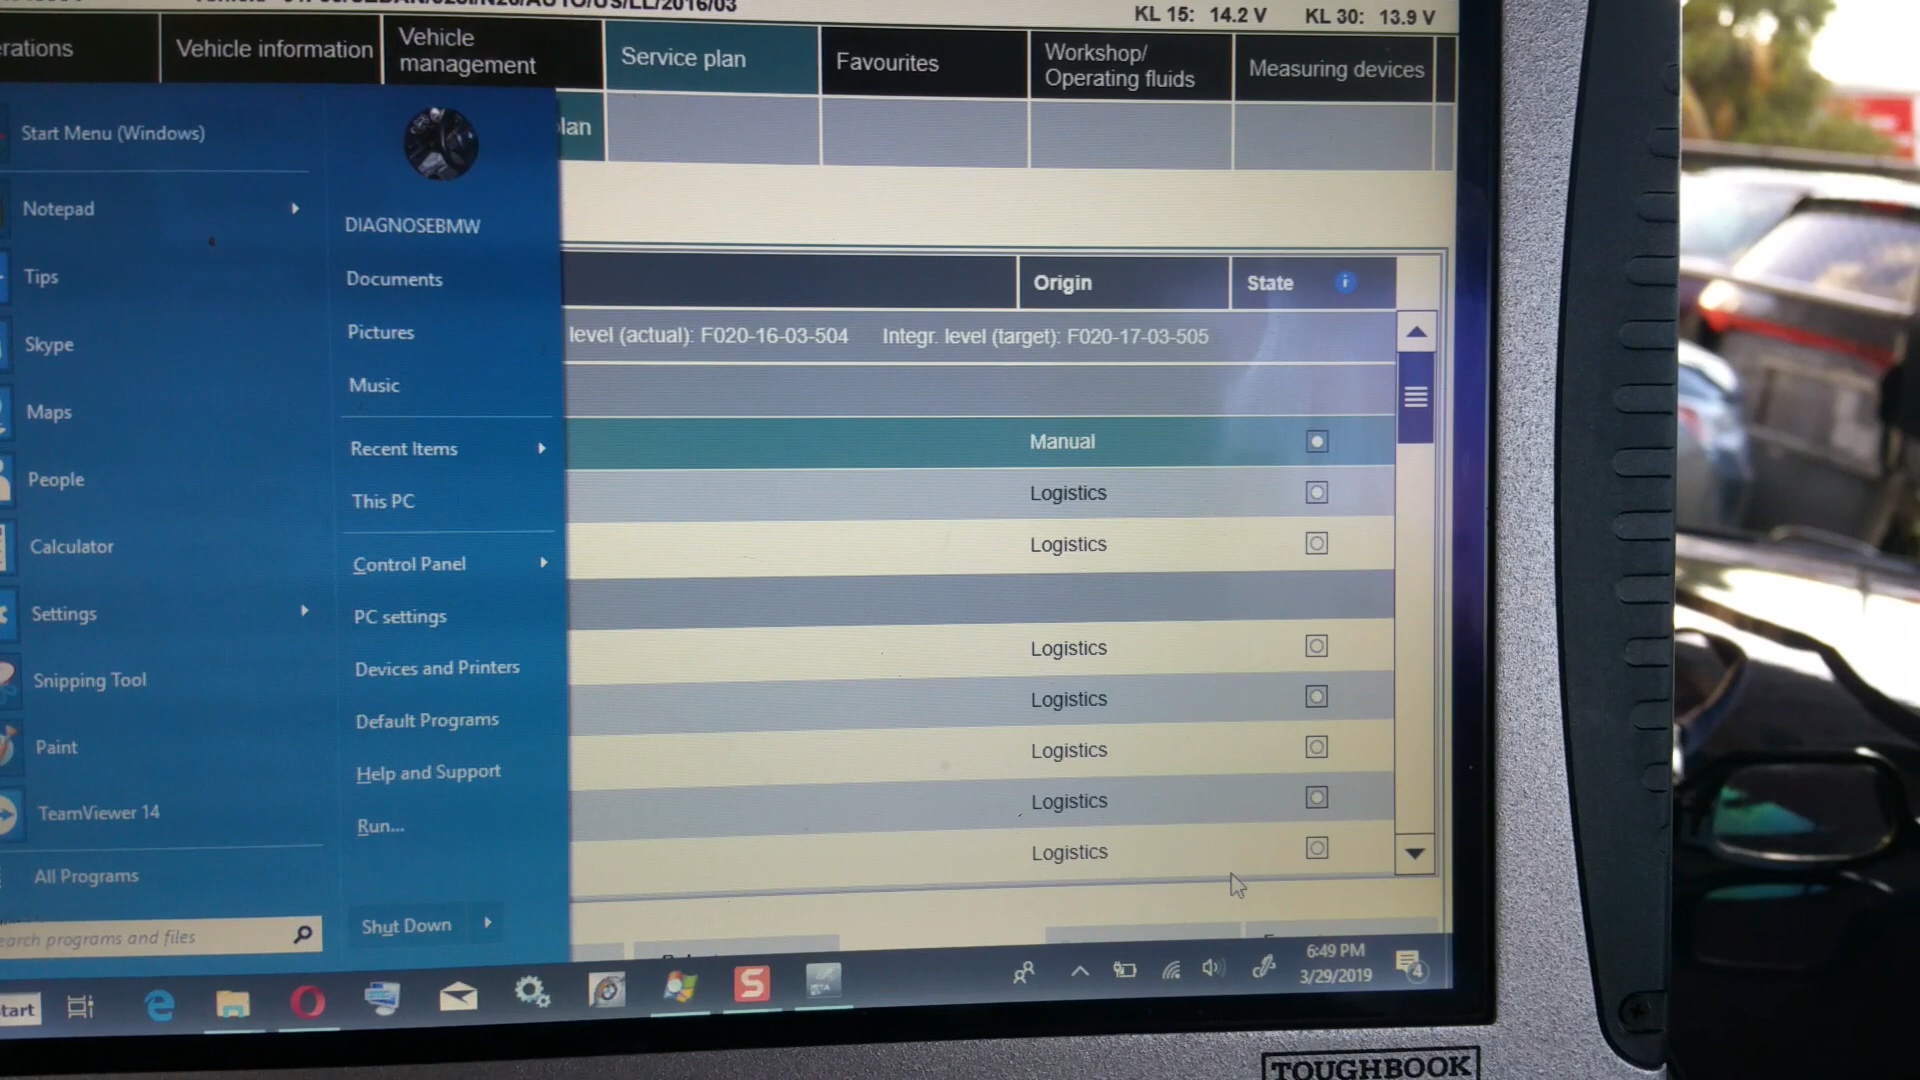 KL 15: 14.2 V KL 30: 13.9 V
Vehicle information
Vehicle management
Service plan
Favourites
Workshop/
Operating fluids
Measuring devices
Start Menu (Windows)
Notepad
Tips
Skype
Maps
People
Calculator
Settings
Snipping Tool
Paint
TeamViewer 14
All Programs
earch programs and files
DIAGNOSEBMW
Documents
Pictures
Music
Recent Items
This PC
Control Panel
PC settings
Devices and Printers
Default Programs
Help and Support
Run...
Shut Down
lan
Origin
State
level (actual): F020-16-03-504 Integr. level (target): F020-17-03-505
Manual
Logistics
Logistics
Logistics
Logistics
Logistics
Logistics
Logistics
tart
6:49 PM
3/29/2019
4
TOUGHBOOK